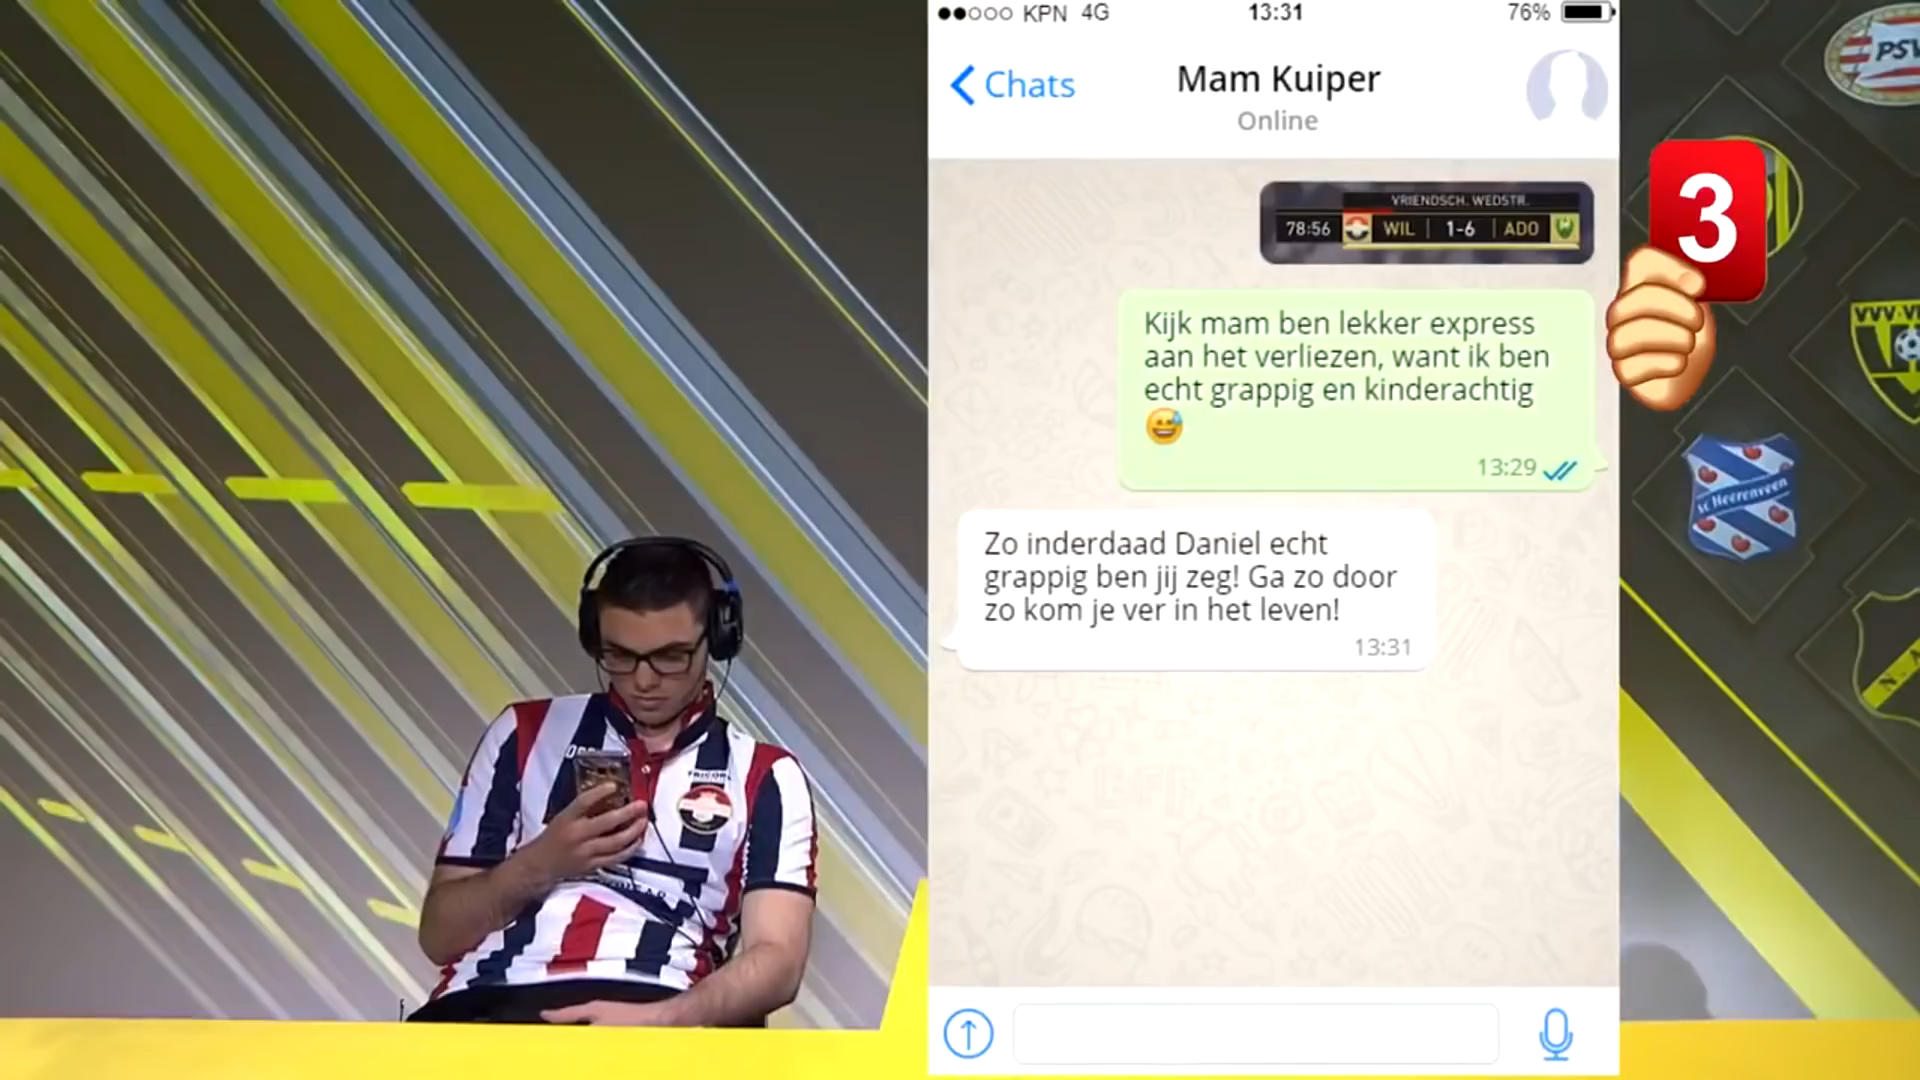 KPN 4G 13:31 76%
Chats
Mam Kuiper
Online
VRIENDSCH. WEDSTR.
78:56 WIL 1-6 ADO
Kijk mam ben lekker express
aan het verliezen, want ik ben
echt grappig en kinderachtig
😅
13:29
Zo inderdaad Daniel echt
grappig ben jij zeg! Ga zo door
zo kom je ver in het leven!
13:31
3
PSV
VVV-V
sc Heerenveen
N.
TRICORP